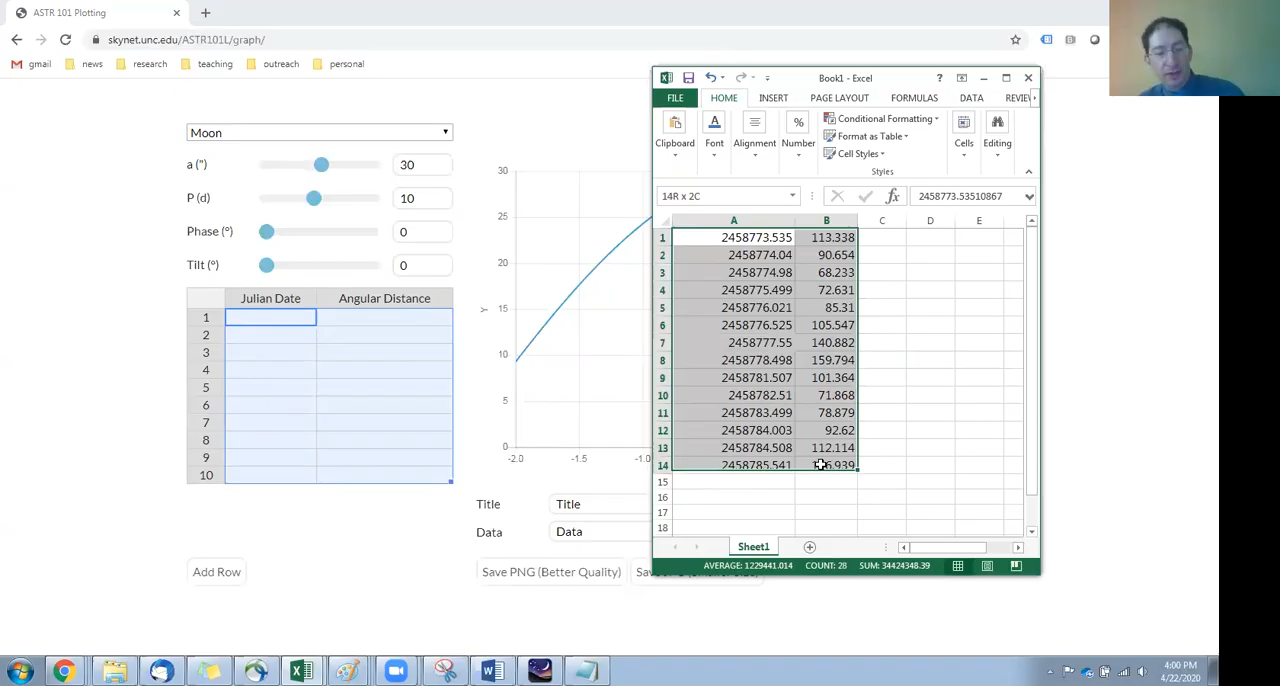 ASTR 101 Plotting
skynet.unc.edu/ASTR101L/graph/
gmail news research teaching outreach personal
Moon
a (") 30
P (d) 10
Phase (°) 0
Tilt (°) 0
Julian Date Angular Distance
1
2
3
4
5
6
7
8
9
10
Add Row
30
25
20
15
10
5
0
Y
-2.0 -1.5 -1.0
Title Title
Data Data
Save PNG (Better Quality)
Book1 - Excel
FILE HOME INSERT PAGE LAYOUT FORMULAS DATA REVIEW
Clipboard Font Alignment Number Conditional Formatting Format as Table Cell Styles Cells Editing
Styles
14R x 2C fx 2458773.53510867
A B C D E
1 2458773.535 113.338
2 2458774.04 90.654
3 2458774.98 68.233
4 2458775.499 72.631
5 2458776.021 85.31
6 2458776.525 105.547
7 2458777.55 140.882
8 2458778.498 159.794
9 2458781.507 101.364
10 2458782.51 71.868
11 2458783.499 78.879
12 2458784.003 92.62
13 2458784.508 112.114
14 2458785.541
15
16
17
18
Sheet1
AVERAGE: 1229441.014 COUNT: 28 SUM: 34424348.39
4:00 PM
4/22/2020